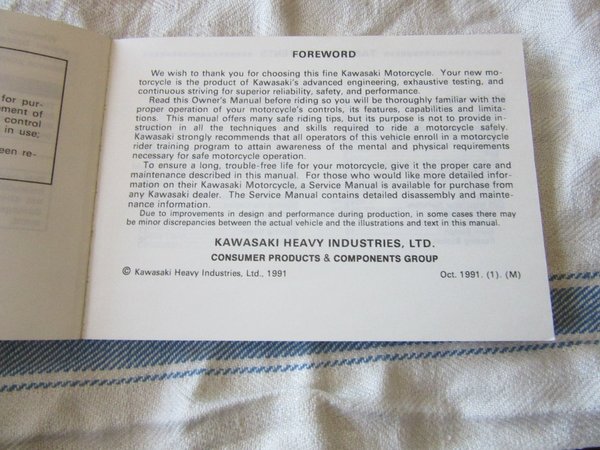 for pur-
ement of
control
in use;
een re-
FOREWORD
We wish to thank you for choosing this fine Kawasaki Motorcycle. Your new mo-
torcycle is the product of Kawasaki's advanced engineering, exhaustive testing, and
continuous striving for superior reliability, safety, and performance.
Read this Owner's Manual before riding so you will be thoroughly familiar with the
proper operation of your motorcycle's controls, its features, capabilities and limita-
tions. This manual offers many safe riding tips, but its purpose is not to provide in-
struction in all the techniques and skills required to ride a motorcycle safely.
Kawasaki strongly recommends that all operators of this vehicle enroll in a motorcycle
rider training program to attain awareness of the mental and physical requirements
necessary for safe motorcycle operation.
To ensure a long, trouble-free life for your motorcycle, give it the proper care and
maintenance described in this manual. For those who would like more detailed infor-
mation on their Kawasaki Motorcycle, a Service Manual is available for purchase from
any Kawasaki dealer. The Service Manual contains detailed disassembly and mainte-
nance information.
Due to improvements in design and performance during production, in some cases there may
be minor discrepancies between the actual vehicle and the illustrations and text in this manual.
KAWASAKI HEAVY INDUSTRIES, LTD.
CONSUMER PRODUCTS & COMPONENTS GROUP
© Kawasaki Heavy Industries, Ltd., 1991 Oct. 1991. (1). (M)